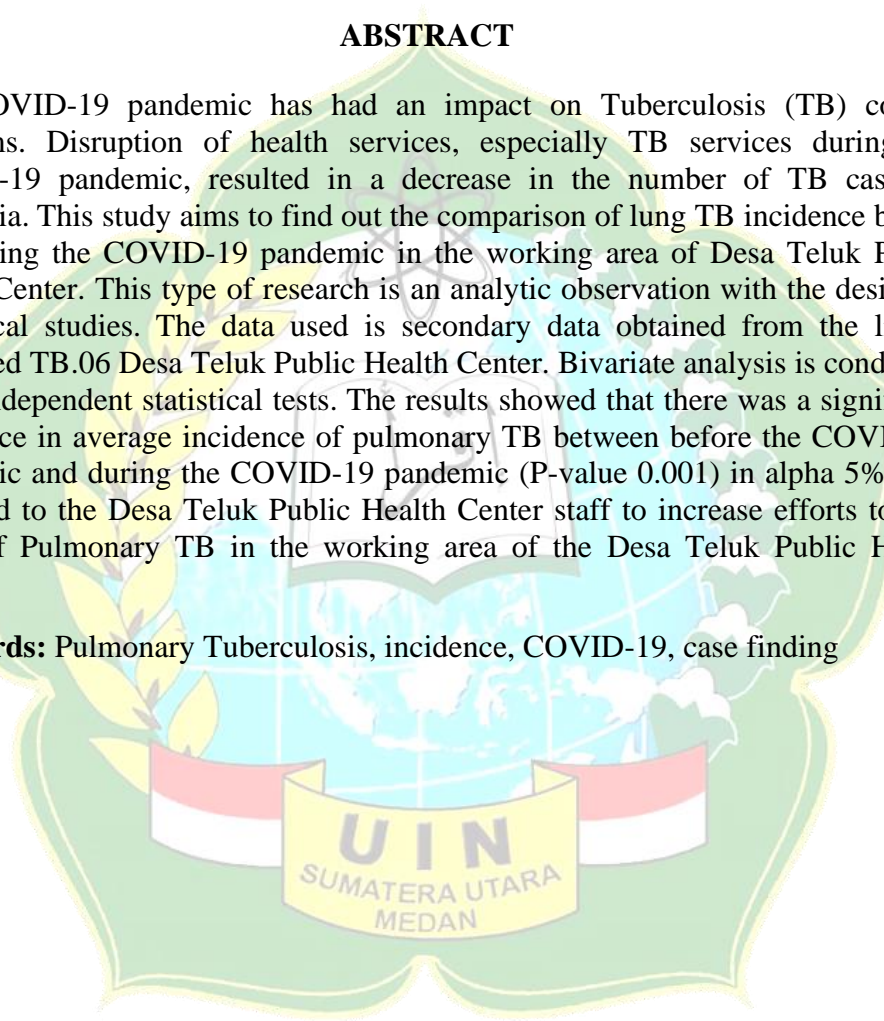 ABSTRACT
OVID-19 pandemic has had an impact on Tuberculosis (TB) co
ns. Disruption of health services, especially TB services during
-19 pandemic, resulted in a decrease in the number of TB cas
ia. This study aims to find out the comparison of lung TB incidence b
ing the COVID-19 pandemic in the working area of Desa Teluk P
Center. This type of research is an analytic observation with the desi
cal studies. The data used is secondary data obtained from the l
ed TB.06 Desa Teluk Public Health Center. Bivariate analysis is cond
dependent statistical tests. The results showed that there was a signi
ce in average incidence of pulmonary TB between before the COVI
ic and during the COVID-19 pandemic (P-value 0.001) in alpha 5%
d to the Desa Teluk Public Health Center staff to increase efforts to
f Pulmonary TB in the working area of the Desa Teluk Public H
rds: Pulmonary Tuberculosis, incidence, COVID-19, case finding
UIN
SUMATERA UTARA
MEDAN